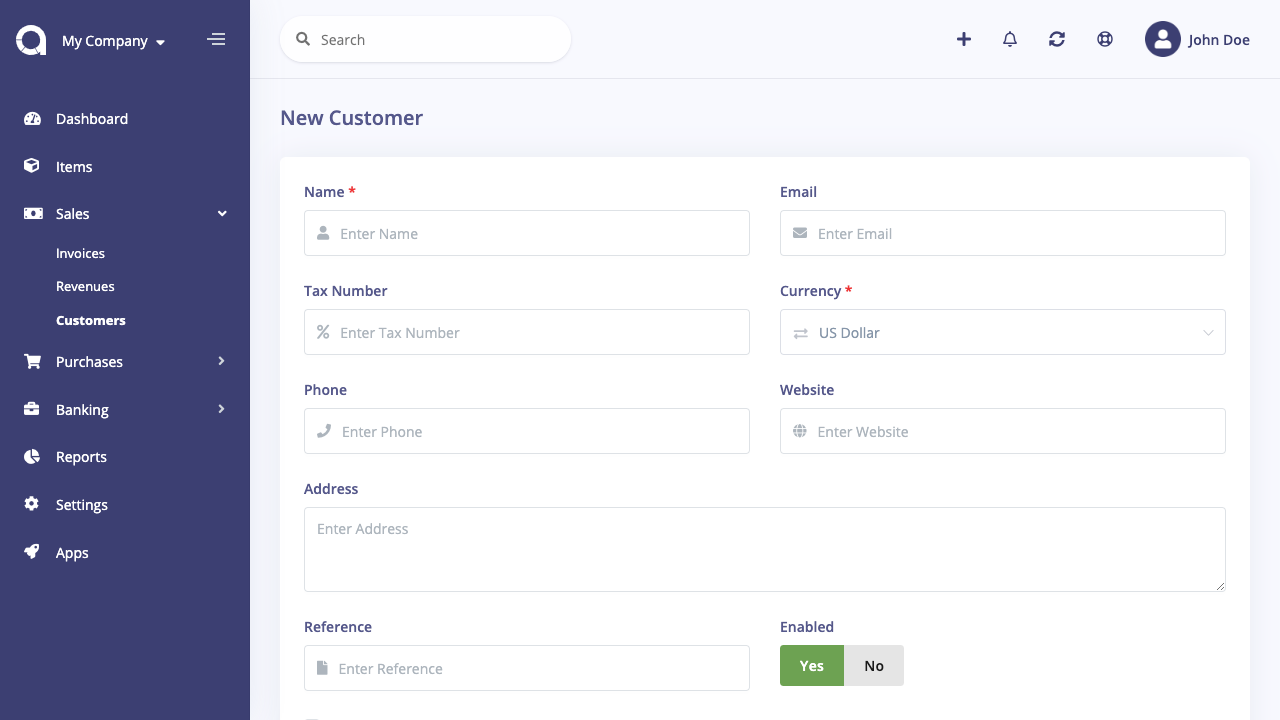 My Company
Search
John Doe
Dashboard
Items
Sales
Invoices
Revenues
Customers
Purchases
Banking
Reports
Settings
Apps
New Customer
Name *
Email
Enter Name
Enter Email
Tax Number
Currency *
Enter Tax Number
US Dollar
Phone
Website
Enter Phone
Enter Website
Address
Enter Address
Reference
Enabled
Enter Reference
Yes
No